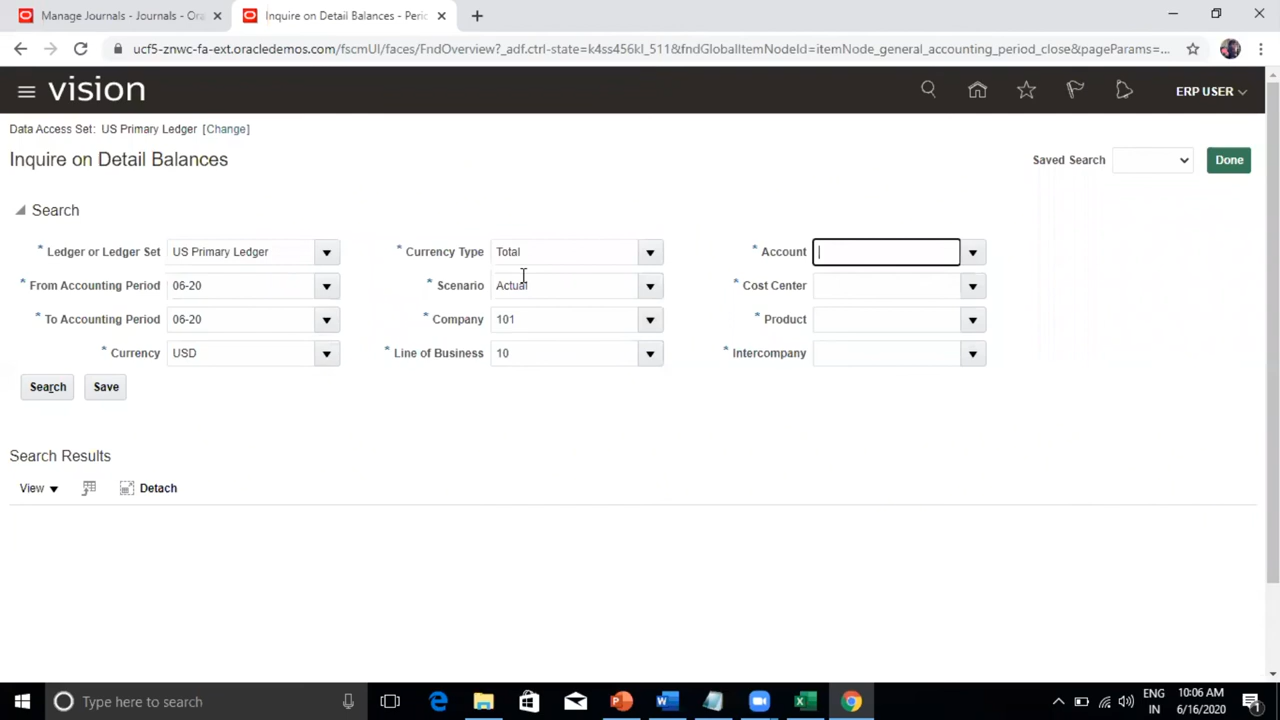 Manage Journals - Journals - Ora
Inquire on Detail Balances - Peric
ucf5-znwc-fa-ext.oracledemos.com/fscmUI/faces/FndOverview?_adf.ctrl-state=k4ss456kl_511&fndGlobalItemNodeId=itemNode_general_accounting_period_close&pageParams=...
vision
ERP USER
Data Access Set: US Primary Ledger [Change]
Inquire on Detail Balances
Saved Search
Done
Search
* Ledger or Ledger Set US Primary Ledger * Currency Type Total * Account
* From Accounting Period 06-20 * Scenario Actual * Cost Center
* To Accounting Period 06-20 * Company 101 * Product
* Currency USD * Line of Business 10 * Intercompany
Search Save
Search Results
View Detach
Type here to search
ENG 10:06 AM
IN 6/16/2020
1